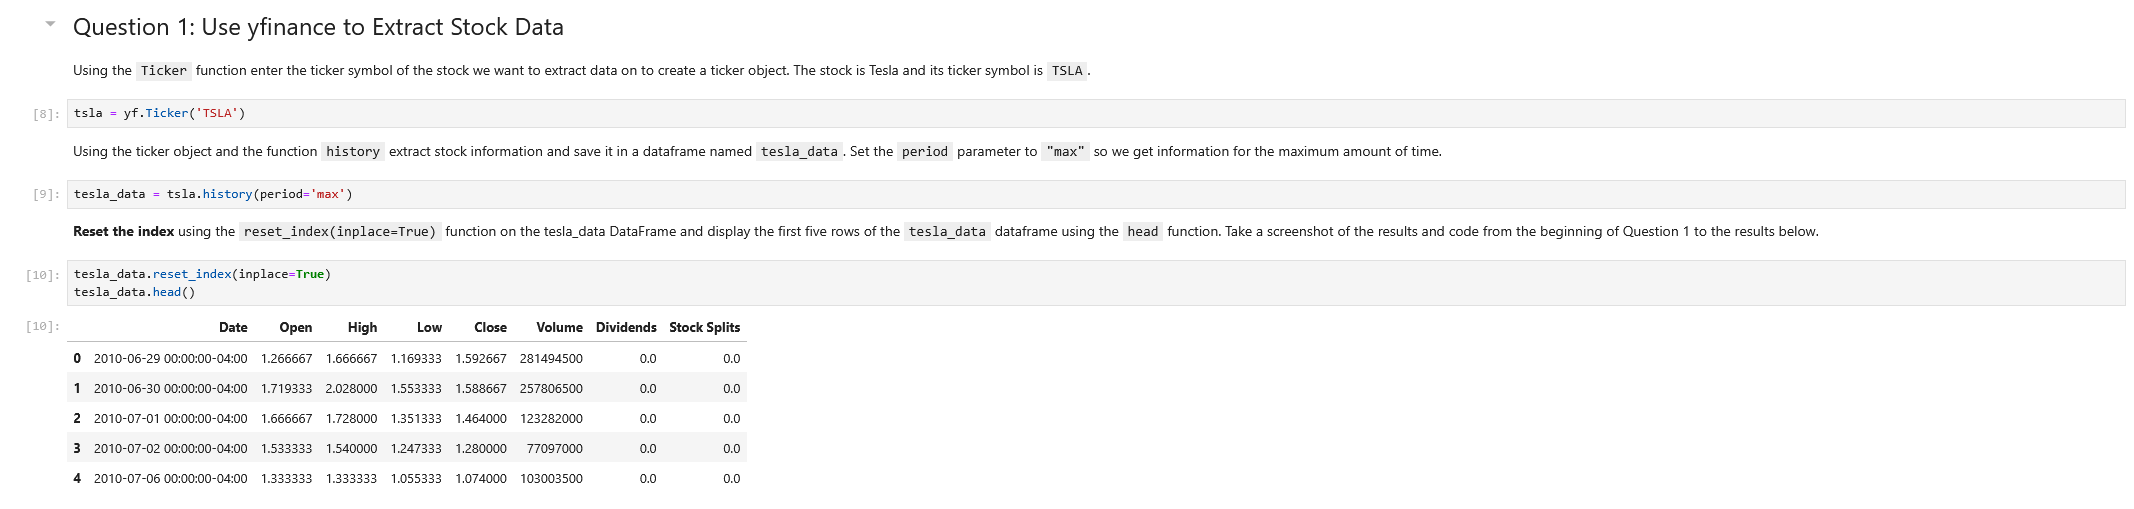 Question 1: Use yfinance to Extract Stock Data
Using the Ticker function enter the ticker symbol of the stock we want to extract data on to create a ticker object. The stock is Tesla and its ticker symbol is TSLA .
[8]: tsla = yf.Ticker('TSLA')
Using the ticker object and the function history extract stock information and save it in a dataframe named tesla_data . Set the period parameter to "max" so we get information for the maximum amount of time.
[9]: tesla_data = tsla.history(period='max')
Reset the index using the reset_index(inplace=True) function on the tesla_data DataFrame and display the first five rows of the tesla_data dataframe using the head function. Take a screenshot of the results and code from the beginning of Question 1 to the results below.
[10]: tesla_data.reset_index(inplace=True)
tesla_data.head()
[10]: Date Open High Low Close Volume Dividends Stock Splits
0 2010-06-29 00:00:00-04:00 1.266667 1.666667 1.169333 1.592667 281494500 0.0 0.0
1 2010-06-30 00:00:00-04:00 1.719333 2.028000 1.553333 1.588667 257806500 0.0 0.0
2 2010-07-01 00:00:00-04:00 1.666667 1.728000 1.351333 1.464000 123282000 0.0 0.0
3 2010-07-02 00:00:00-04:00 1.533333 1.540000 1.247333 1.280000 77097000 0.0 0.0
4 2010-07-06 00:00:00-04:00 1.333333 1.333333 1.055333 1.074000 103003500 0.0 0.0